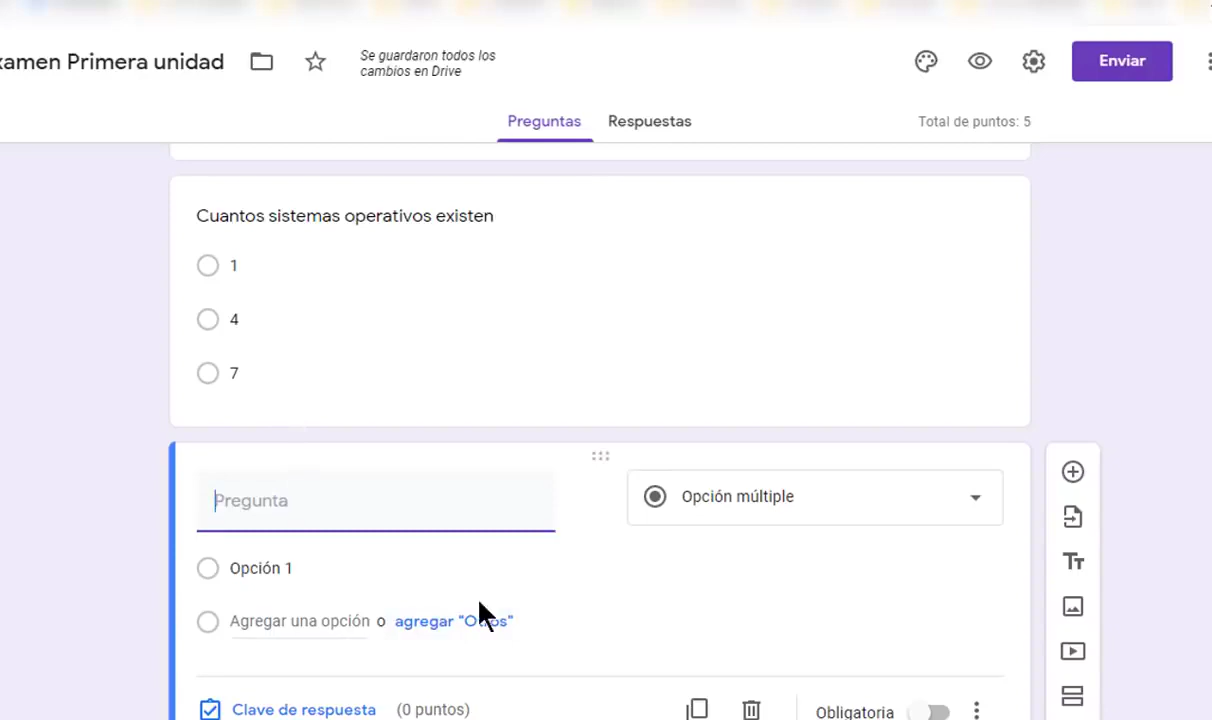 xamen Primera unidad
Se guardaron todos los
cambios en Drive
Enviar
Preguntas
Respuestas
Total de puntos: 5
Cuantos sistemas operativos existen
1
4
7
Pregunta
Opción múltiple
Opción 1
Agregar una opción o agregar "Otros"
Clave de respuesta (0 puntos)
Obligatoria